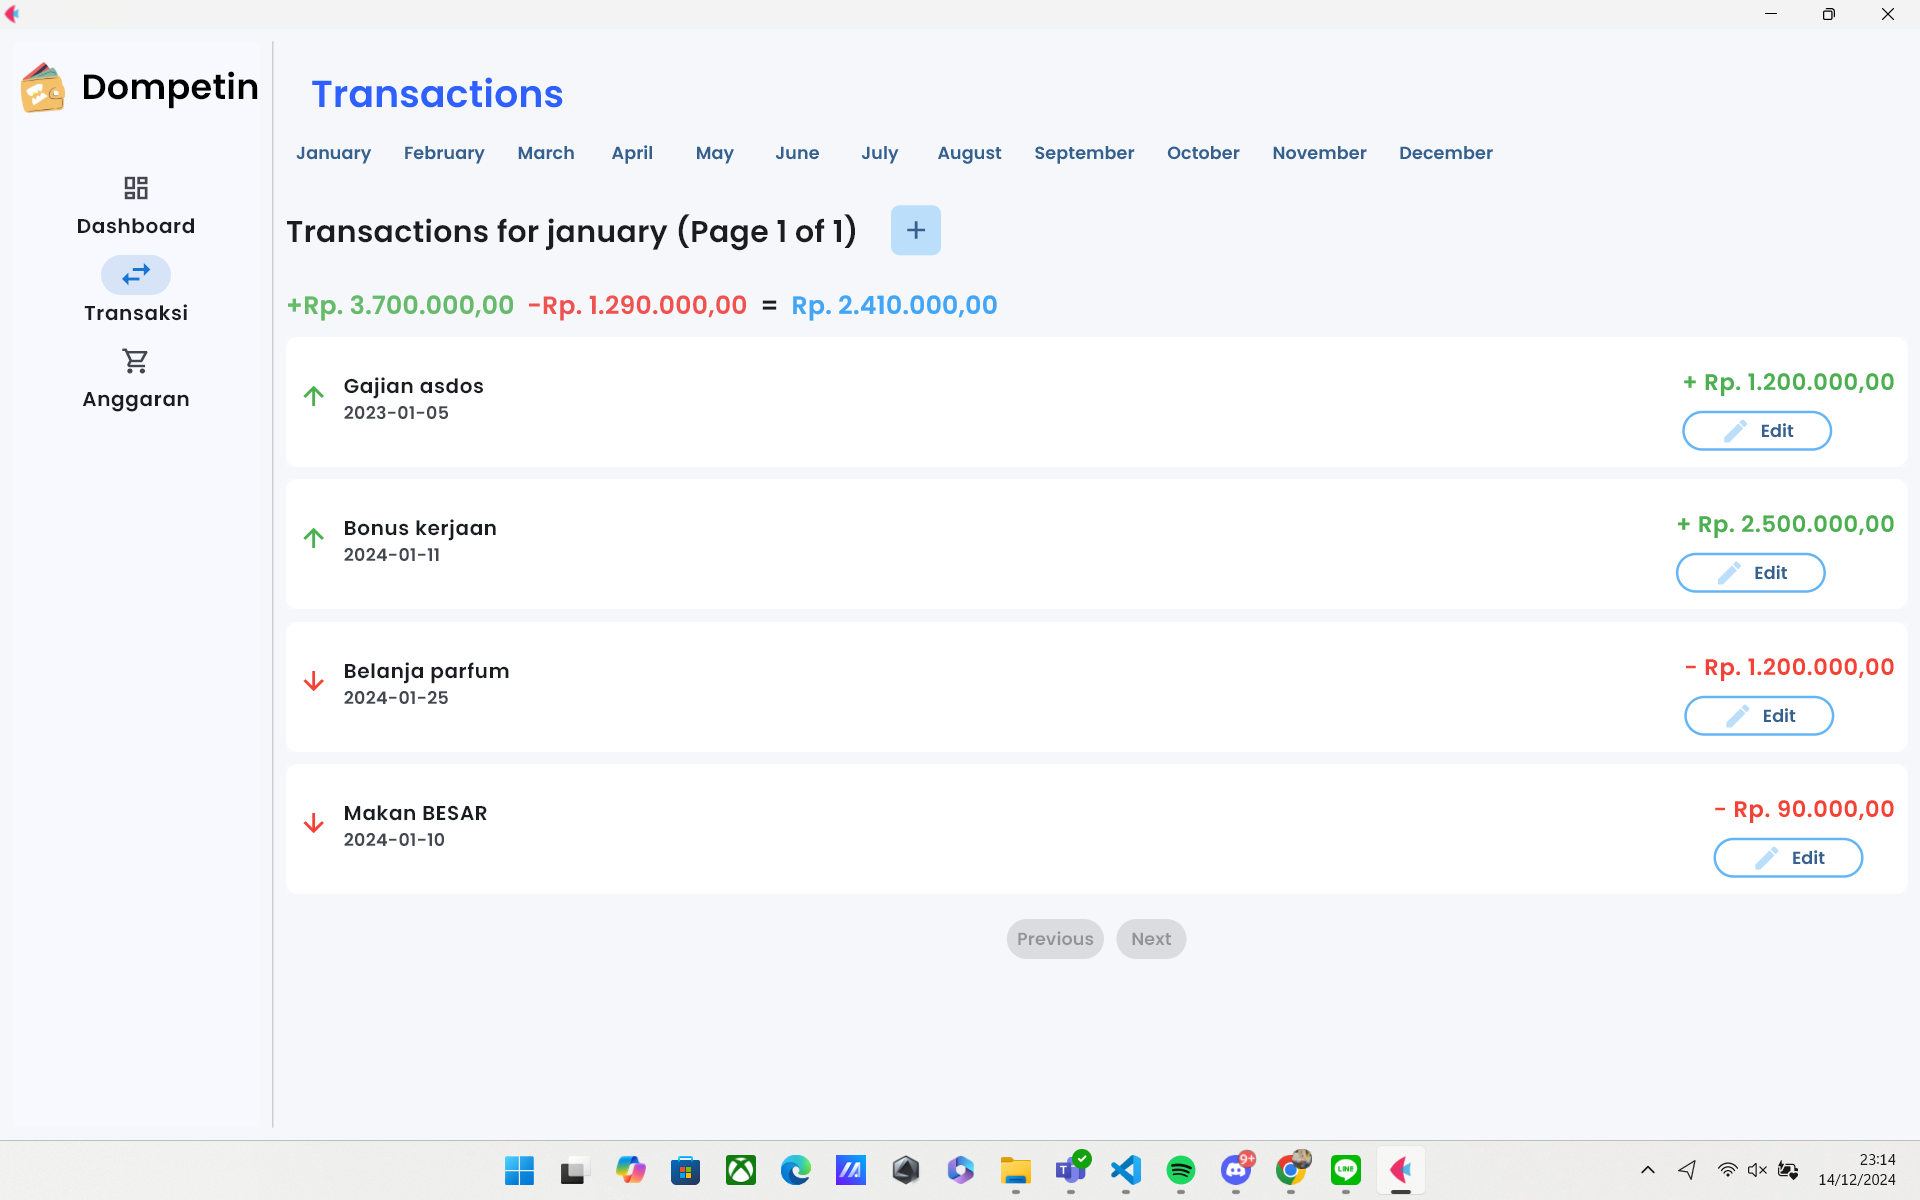 Dompetin
Dashboard
Transaksi
Anggaran
Transactions
January February March April May June July August September October November December
Transactions for january (Page 1 of 1) +
+Rp. 3.700.000,00 -Rp. 1.290.000,00 = Rp. 2.410.000,00
Gajian asdos
2023-01-05
+ Rp. 1.200.000,00
Edit
Bonus kerjaan
2024-01-11
+ Rp. 2.500.000,00
Edit
Belanja parfum
2024-01-25
- Rp. 1.200.000,00
Edit
Makan BESAR
2024-01-10
- Rp. 90.000,00
Edit
Previous Next
T 9+ LINE
23:14
14/12/2024